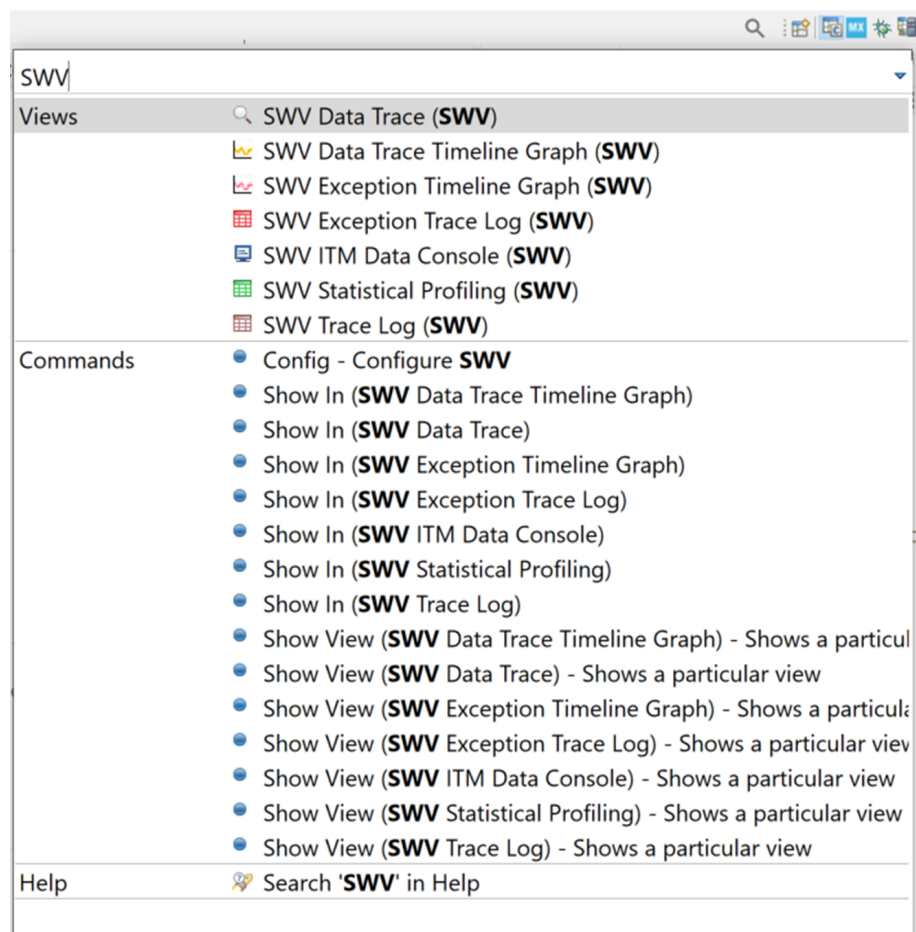 MX
SWV
Views SWV Data Trace (SWV)
SWV Data Trace Timeline Graph (SWV)
SWV Exception Timeline Graph (SWV)
SWV Exception Trace Log (SWV)
SWV ITM Data Console (SWV)
SWV Statistical Profiling (SWV)
SWV Trace Log (SWV)
Commands Config - Configure SWV
Show In (SWV Data Trace Timeline Graph)
Show In (SWV Data Trace)
Show In (SWV Exception Timeline Graph)
Show In (SWV Exception Trace Log)
Show In (SWV ITM Data Console)
Show In (SWV Statistical Profiling)
Show In (SWV Trace Log)
Show View (SWV Data Trace Timeline Graph) - Shows a particul
Show View (SWV Data Trace) - Shows a particular view
Show View (SWV Exception Timeline Graph) - Shows a particula
Show View (SWV Exception Trace Log) - Shows a particular view
Show View (SWV ITM Data Console) - Shows a particular view
Show View (SWV Statistical Profiling) - Shows a particular view
Show View (SWV Trace Log) - Shows a particular view
Help Search 'SWV' in Help